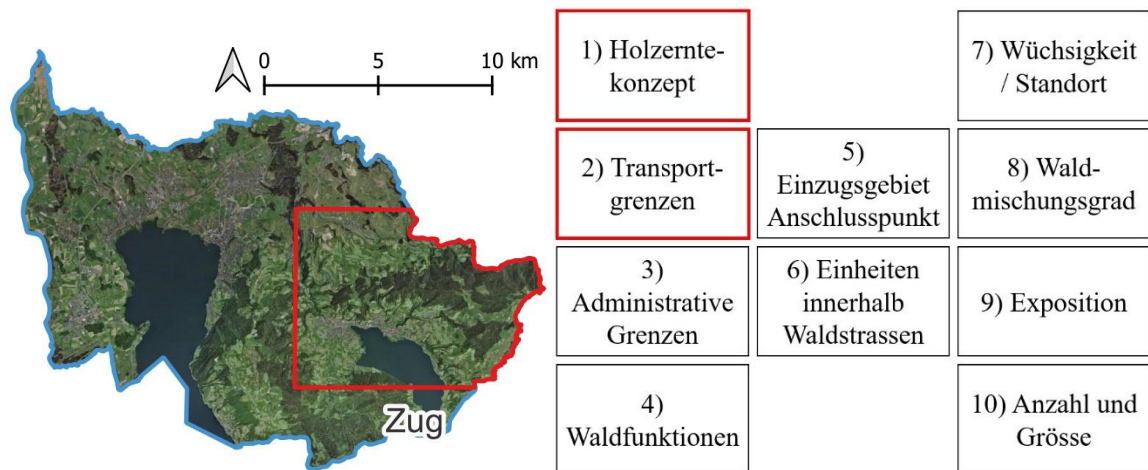 0 5 10 km
Zug
1) Holzernte-
konzept
2) Transport-
grenzen
3)
Administrative
Grenzen
4)
Waldfunktionen
5)
Einzugsgebiet
Anschlusspunkt
6) Einheiten
innerhalb
Waldstrassen
7) Wüchsigkeit
/ Standort
8) Wald-
mischungsgrad
9) Exposition
10) Anzahl und
Grösse